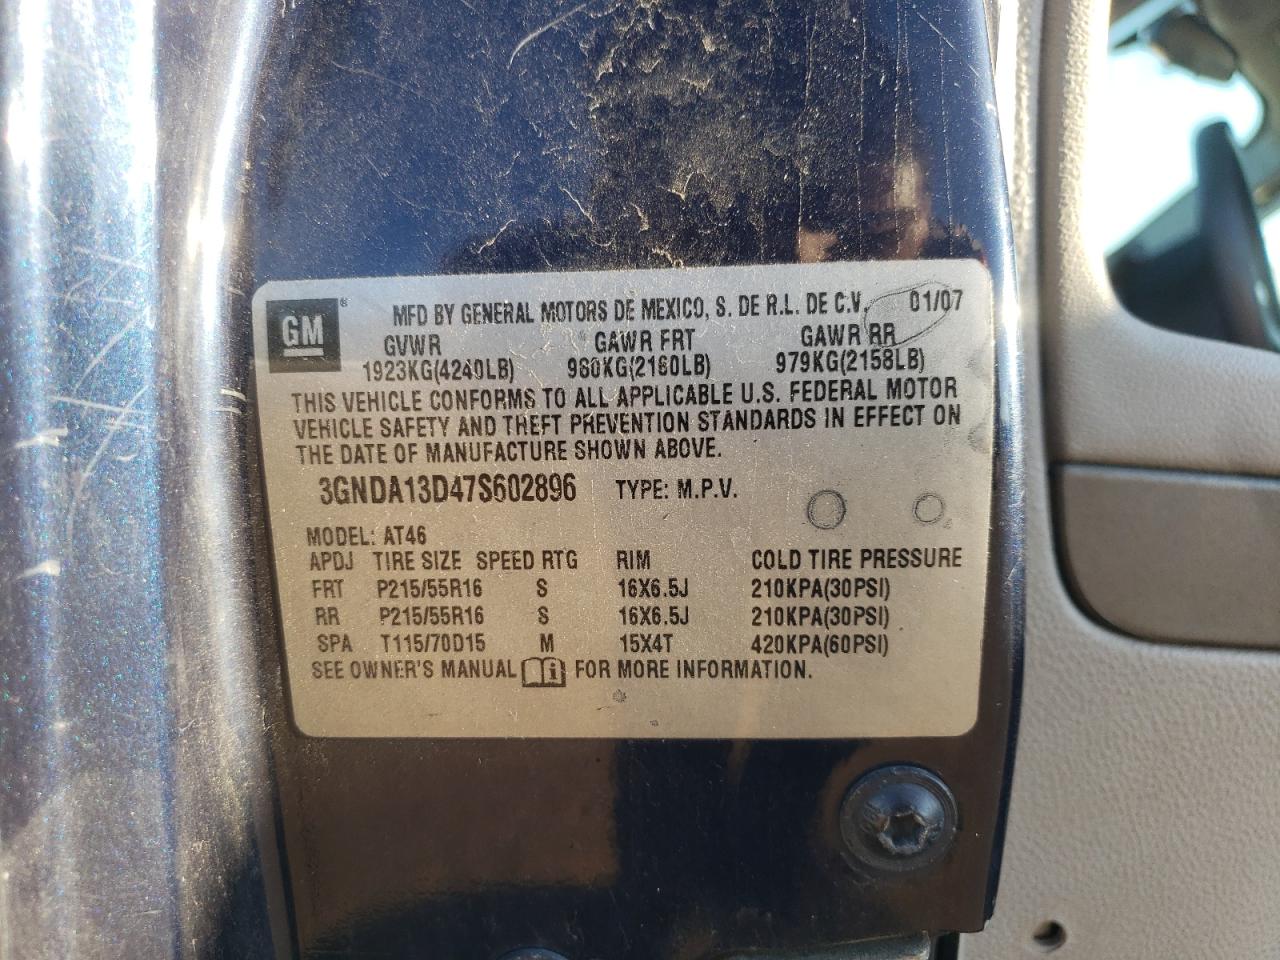 GM ® MFD BY GENERAL MOTORS DE MEXICO, S. DE R.L. DE C.V. 01/07
GVWR GAWR FRT GAWR RR
1923KG(4240LB) 980KG(2160LB) 979KG(2158LB)
THIS VEHICLE CONFORMS TO ALL APPLICABLE U.S. FEDERAL MOTOR
VEHICLE SAFETY AND THEFT PREVENTION STANDARDS IN EFFECT ON
THE DATE OF MANUFACTURE SHOWN ABOVE.
3GNDA13D47S602896 TYPE: M.P.V.
MODEL: AT46
APDJ TIRE SIZE SPEED RTG RIM COLD TIRE PRESSURE
FRT P215/55R16 S 16X6.5J 210KPA(30PSI)
RR P215/55R16 S 16X6.5J 210KPA(30PSI)
SPA T115/70D15 M 15X4T 420KPA(60PSI)
SEE OWNER'S MANUAL FOR MORE INFORMATION.